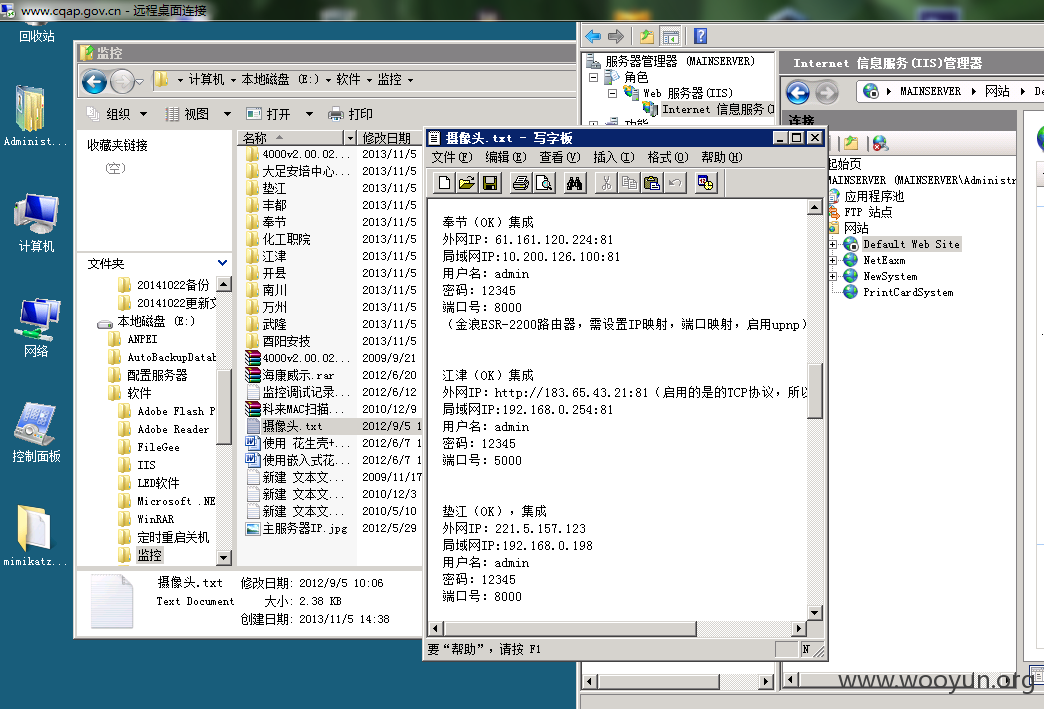 www.cqap.gov.cn - 远程桌面连接
回收站
Administ...
计算机
网络
控制面板
mimikatz...
监控
计算机
本地磁盘 (E:)
软件
监控
组织
视图
打开
打印
收藏夹链接
(空)
文件夹
20141022备份
20141022更新文
本地磁盘 (E:)
ANPEI
AutoBackupDatab
配置服务器
软件
Adobe Flash P
Adobe Reader
FileGee
IIS
LED软件
Microsoft .NE
WinRAR
定时重启关机
监控
名称
修改日期
4000v2.00.02... 2013/11/5
大足安培中心... 2013/11/5
垫江 2013/11/5
丰都 2013/11/5
奉节 2013/11/5
化工职院 2013/11/5
江津 2013/11/5
开县 2013/11/5
南川 2013/11/5
万州 2013/11/5
武隆 2013/11/5
酉阳安技 2013/11/5
4000v2.00.02... 2009/9/21
海康威示.rar 2012/6/20
监控调试记录... 2012/6/12
科来MAC扫描... 2010/12/9
摄像头.txt 2012/9/5 1
使用 花生壳+... 2012/6/7 1
使用嵌入式花... 2012/6/7 1
新建 文本文... 2009/11/17
新建 文本文... 2010/12/3
新建 文本文... 2010/5/10
主服务器IP.jpg 2012/5/29
摄像头.txt 修改日期: 2012/9/5 10:06
Text Document 大小: 2.38 KB
创建日期: 2013/11/5 14:38
摄像头.txt - 写字板
文件(F) 编辑(E) 查看(V) 插入(I) 格式(O) 帮助(H)
奉节（OK）集成
外网IP：61.161.120.224:81
局域网IP:10.200.126.100:81
用户名：admin
密码：12345
端口号：8000
（金浪ESR-2200路由器，需设置IP映射，端口映射，启用upnp）
江津（OK）集成
外网IP：http://183.65.43.21:81（启用的是的TCP协议，所以
局域网IP:192.168.0.254:81
用户名：admin
密码：12345
端口号：5000
垫江（OK），集成
外网IP：221.5.157.123
局域网IP:192.168.0.198
用户名：admin
密码：12345
端口号：8000
要“帮助”，请按 F1
服务器管理器 (MAINSERVER)
角色
Web 服务器(IIS)
Internet 信息服务(I
功能
Internet 信息服务(IIS)管理器
MAINSERVER
网站
De
连接
起始页
MAINSERVER (MAINSERVER\Administr
应用程序池
FTP 站点
网站
Default Web Site
NetEaxm
NewSystem
PrintCardSystem
www.wooyun.org